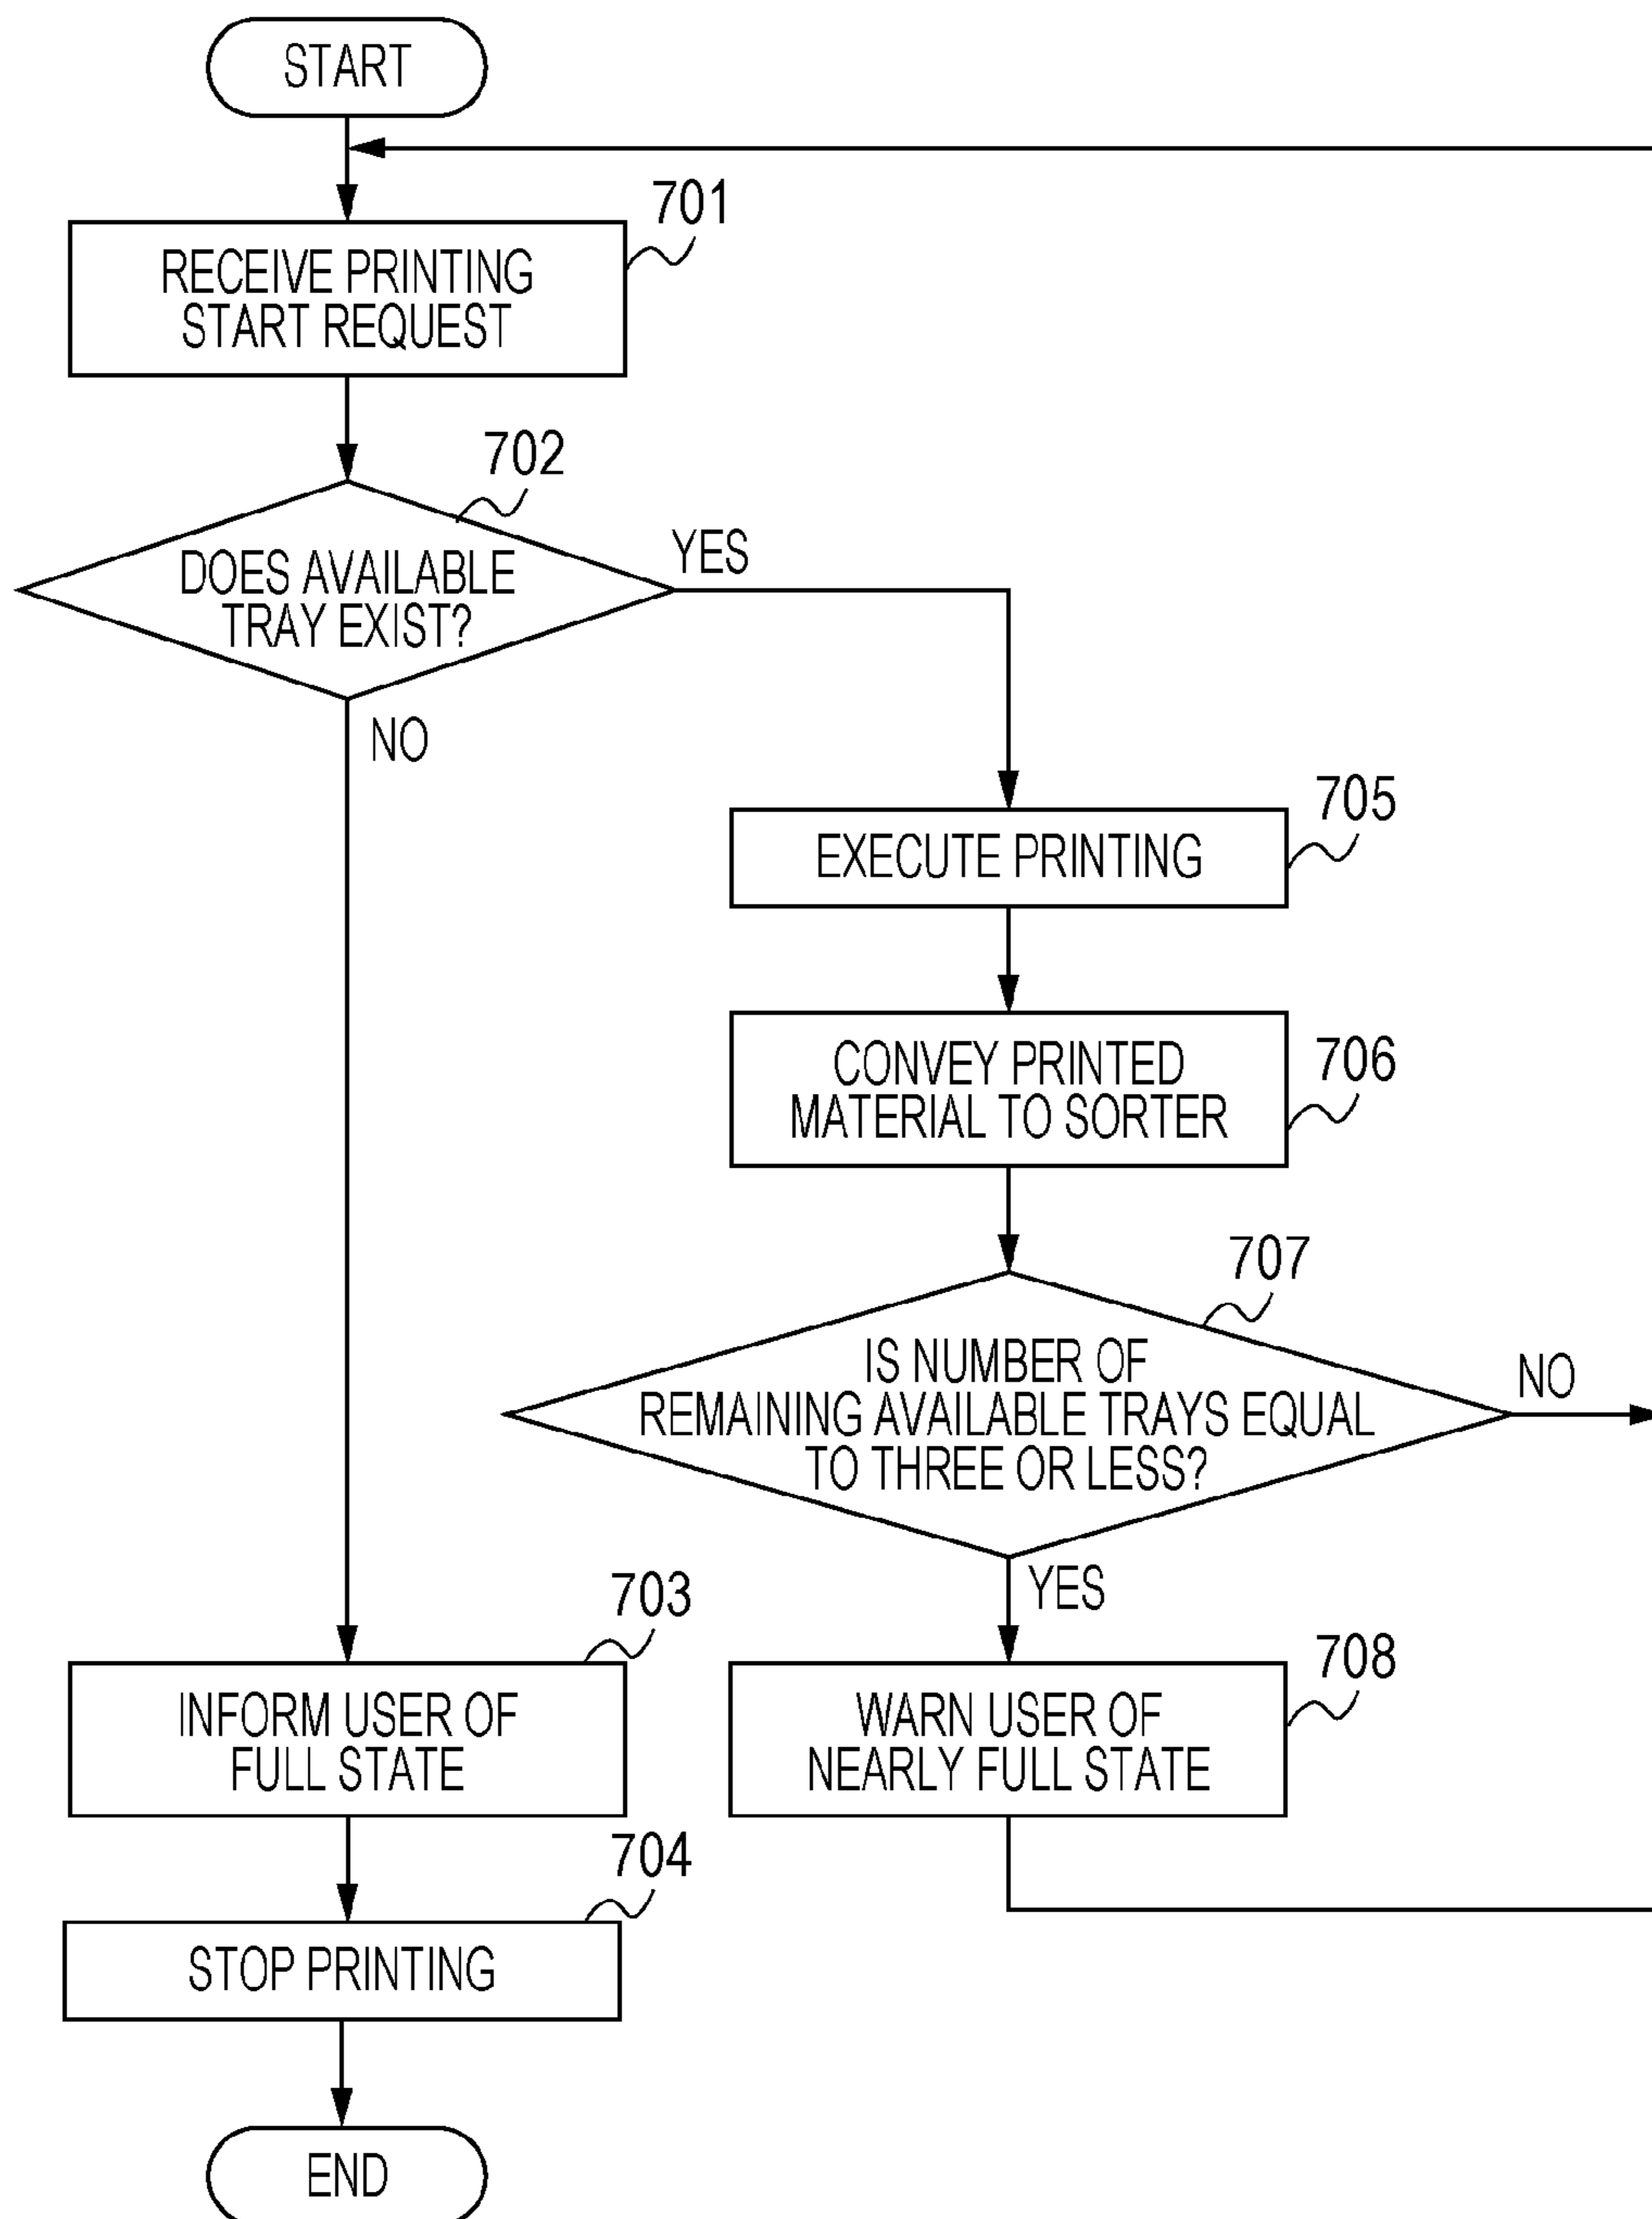 START
701
RECEIVE PRINTING
START REQUEST
702
DOES AVAILABLE
TRAY EXIST?
YES
NO
705
EXECUTE PRINTING
706
CONVEY PRINTED
MATERIAL TO SORTER
707
IS NUMBER OF
REMAINING AVAILABLE TRAYS EQUAL
TO THREE OR LESS?
NO
YES
703
INFORM USER OF
FULL STATE
708
WARN USER OF
NEARLY FULL STATE
704
STOP PRINTING
END